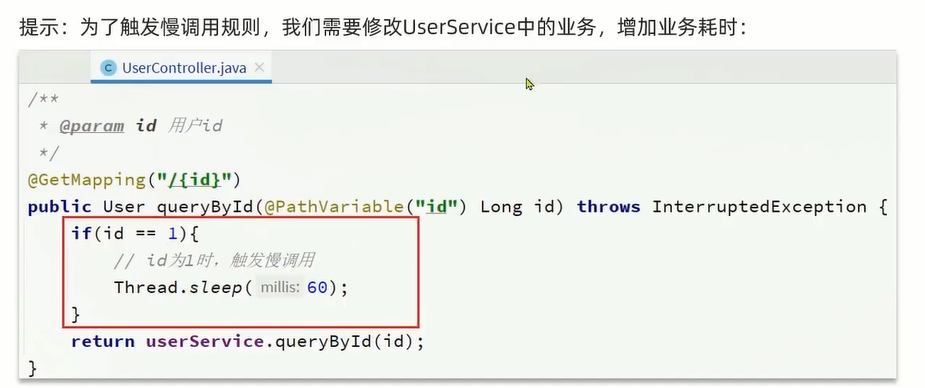 提示：为了触发慢调用规则，我们需要修改UserService中的业务，增加业务耗时：
UserController.java
/**
* @param id 用户id
*/
@GetMapping("/{id}")
public User queryById(@PathVariable("id") Long id) throws InterruptedException {
if(id == 1){
// id为1时，触发慢调用
Thread.sleep( millis: 60);
}
return userService.queryById(id);
}